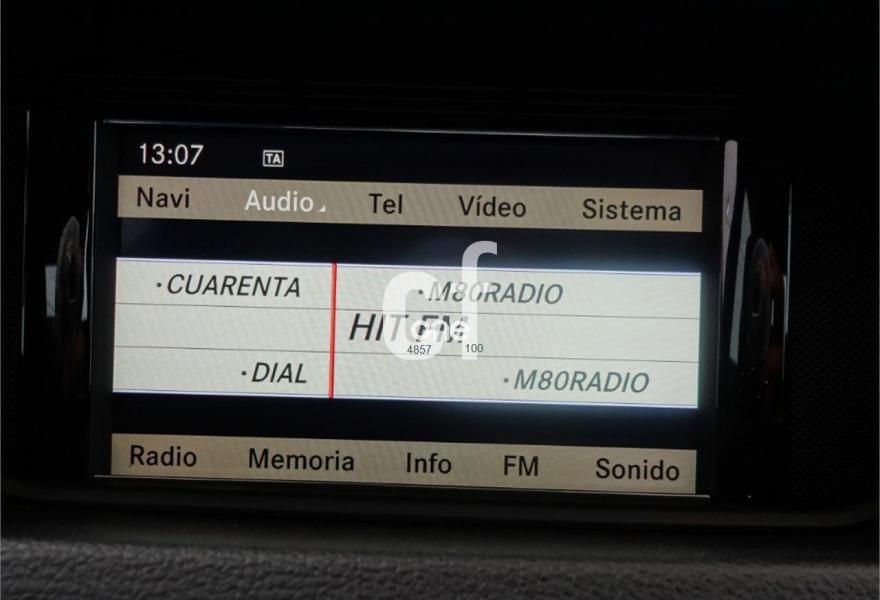 13:07 TA
Navi Audio Tel Vídeo Sistema
·CUARENTA ·M80RADIO
HIT FM
4857 100
·DIAL ·M80RADIO
Radio Memoria Info FM Sonido